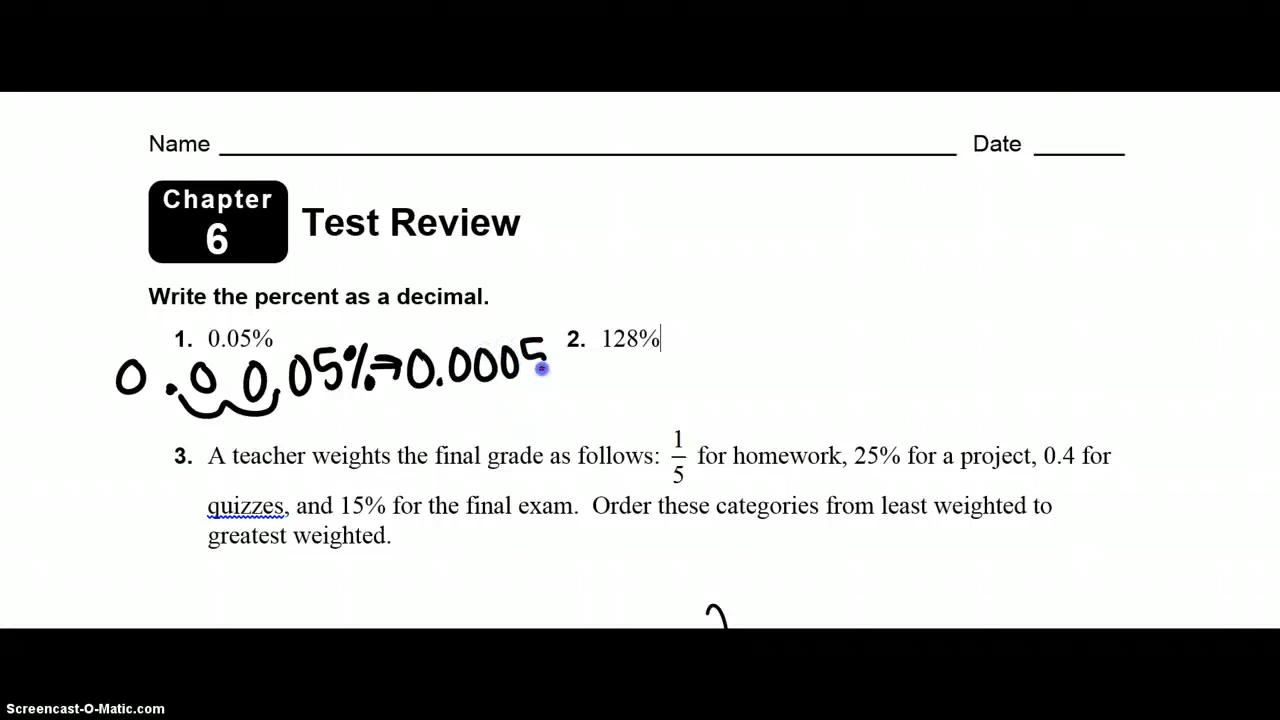 Name ____ Date ____
Chapter 6 Test Review
Write the percent as a decimal.
1. 0.05% 2. 128%
0.00.05%→0.0005
3. A teacher weights the final grade as follows: 1/5 for homework, 25% for a project, 0.4 for
quizzes, and 15% for the final exam. Order these categories from least weighted to
greatest weighted.
Screencast-O-Matic.com